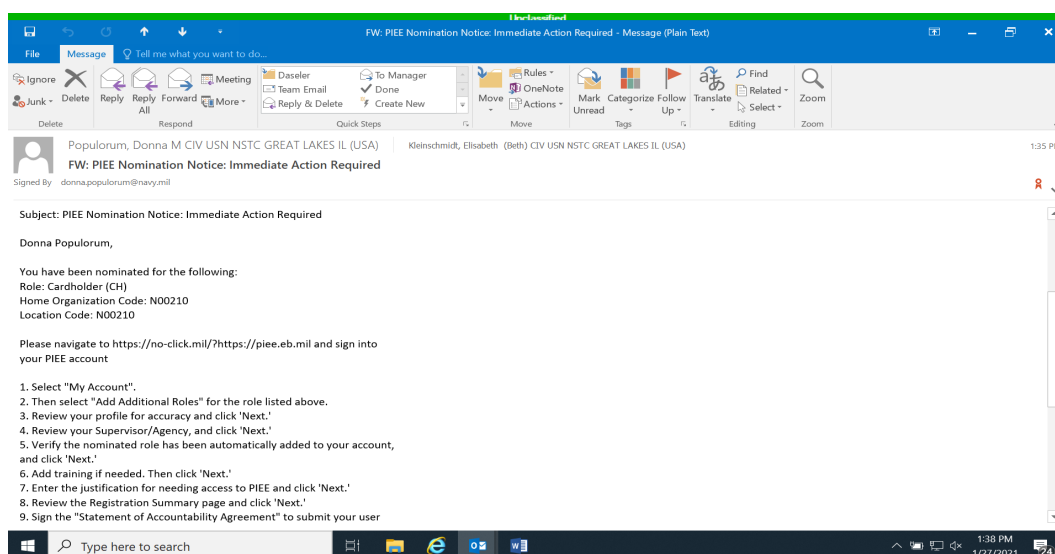 Unclassified
FW: PIEE Nomination Notice: Immediate Action Required - Message (Plain Text)
File Message Tell me what you want to do...
Ignore
Junk
Delete
Reply
Reply All
Forward
Meeting
More
Daseler
Team Email
Reply & Delete
To Manager
Done
Create New
Move
Rules
OneNote
Actions
Mark Unread
Categorize
Follow Up
Translate
Find
Related
Select
Zoom
Delete Respond Quick Steps Move Tags Editing Zoom
Populorum, Donna M CIV USN NSTC GREAT LAKES IL (USA) Kleinschmidt, Elisabeth (Beth) CIV USN NSTC GREAT LAKES IL (USA) 1:35 P
FW: PIEE Nomination Notice: Immediate Action Required
Signed By donna.populorum@navy.mil
Subject: PIEE Nomination Notice: Immediate Action Required
Donna Populorum,
You have been nominated for the following:
Role: Cardholder (CH)
Home Organization Code: N00210
Location Code: N00210
Please navigate to https://no-click.mil/?https://piee.eb.mil and sign into
your PIEE account
1. Select "My Account".
2. Then select "Add Additional Roles" for the role listed above.
3. Review your profile for accuracy and click 'Next.'
4. Review your Supervisor/Agency, and click 'Next.'
5. Verify the nominated role has been automatically added to your account,
and click 'Next.'
6. Add training if needed. Then click 'Next.'
7. Enter the justification for needing access to PIEE and click 'Next.'
8. Review the Registration Summary page and click 'Next.'
9. Sign the "Statement of Accountability Agreement" to submit your user
Type here to search
1:38 PM
1/27/2021
24